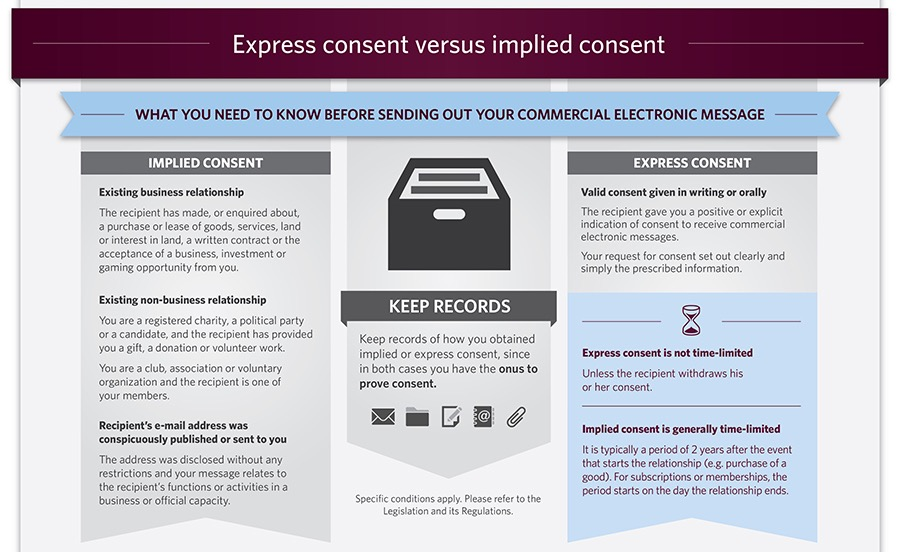 Express consent versus implied consent
WHAT YOU NEED TO KNOW BEFORE SENDING OUT YOUR COMMERCIAL ELECTRONIC MESSAGE
IMPLIED CONSENT
Existing business relationship
The recipient has made, or enquired about,
a purchase or lease of goods, services, land
or interest in land, a written contract or the
acceptance of a business, investment or
gaming opportunity from you.
Existing non-business relationship
You are a registered charity, a political party
or a candidate, and the recipient has provided
you a gift, a donation or volunteer work.
You are a club, association or voluntary
organization and the recipient is one of
your members.
Recipient's e-mail address was
conspicuously published or sent to you
The address was disclosed without any
restrictions and your message relates to
the recipient's functions or activities in a
business or official capacity.
KEEP RECORDS
Keep records of how you obtained
implied or express consent, since
in both cases you have the onus to
prove consent.
@
Specific conditions apply. Please refer to the
Legislation and its Regulations.
EXPRESS CONSENT
Valid consent given in writing or orally
The recipient gave you a positive or explicit
indication of consent to receive commercial
electronic messages.
Your request for consent set out clearly and
simply the prescribed information.
Express consent is not time-limited
Unless the recipient withdraws his
or her consent.
Implied consent is generally time-limited
It is typically a period of 2 years after the event
that starts the relationship (e.g. purchase of a
good). For subscriptions or memberships, the
period starts on the day the relationship ends.